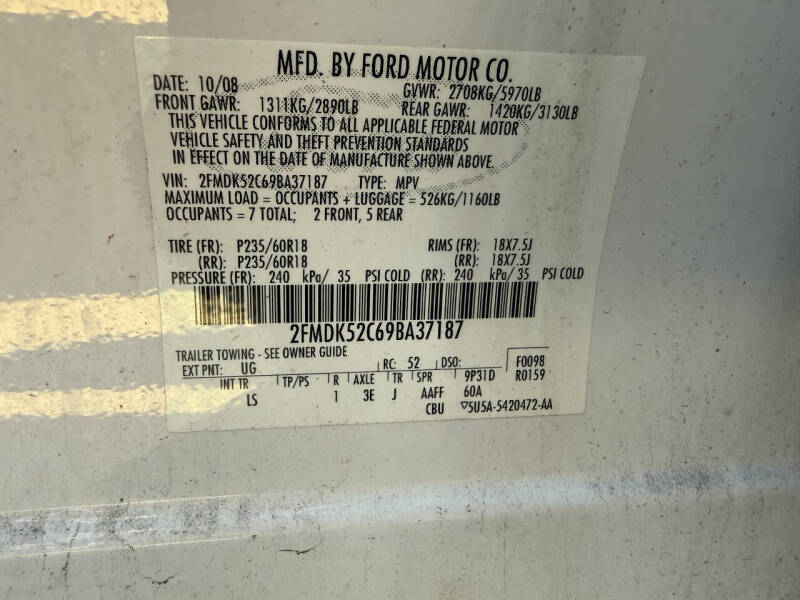 MFD. BY FORD MOTOR CO.
DATE: 10/08 GVWR: 2708KG/5970LB
FRONT GAWR: 1311KG/2890LB REAR GAWR: 1420KG/3130LB
THIS VEHICLE CONFORMS TO ALL APPLICABLE FEDERAL MOTOR
VEHICLE SAFETY AND THEFT PREVENTION STANDARDS
IN EFFECT ON THE DATE OF MANUFACTURE SHOWN ABOVE.
VIN: 2FMDK52C69BA37187 TYPE: MPV
MAXIMUM LOAD = OCCUPANTS + LUGGAGE = 526KG/1160LB
OCCUPANTS = 7 TOTAL; 2 FRONT, 5 REAR
TIRE (FR): P235/60R18 RIMS (FR): 18X7.5J
(RR): P235/60R18 (RR): 18X7.5J
PRESSURE (FR): 240 kPa/ 35 PSI COLD (RR): 240 kPa/ 35 PSI COLD
2FMDK52C69BA37187
TRAILER TOWING - SEE OWNER GUIDE
EXT PNT: UG RC: 52 DSO: F0098
INT TR TP/PS R AXLE TR SPR 9P31D R0159
LS 1 3E J AAFF 60A
CBU ▽5U5A-5420472-AA